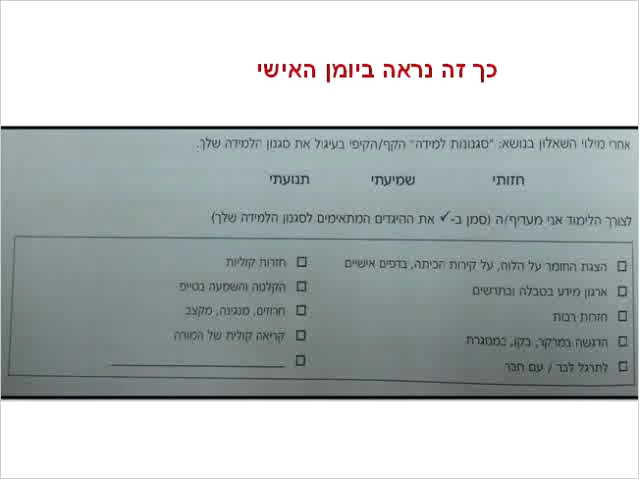 כך זה נראה ביומן האישי
אחרי מילוי השאלון בנושא: "סגנונות למידה" הקף/הקיפי בעיגול את סגנון הלמידה שלך.
חזותי שמיעתי תנועתי
לצורך הלימוד אני מעדיף/ה (סמן ב-✓ את ההיגדים המתאימים לסגנון הלמידה שלך)
☐ הצגת החומר על הלוח, על קירות הכיתה, בדפים אישיים
☐ ארגון מידע בטבלה ובתרשים
☐ חזרות רבות
☐ הדגשה במרקר, בקו, במסגרת
☐ לתרגל לבד / עם חבר
☐ חזרות קוליות
☐ הקלטה והשמעה בטייפ
☐ חרוזים, מנגינה, מקצב
☐ קריאה קולית של המורה
☐ ____________________